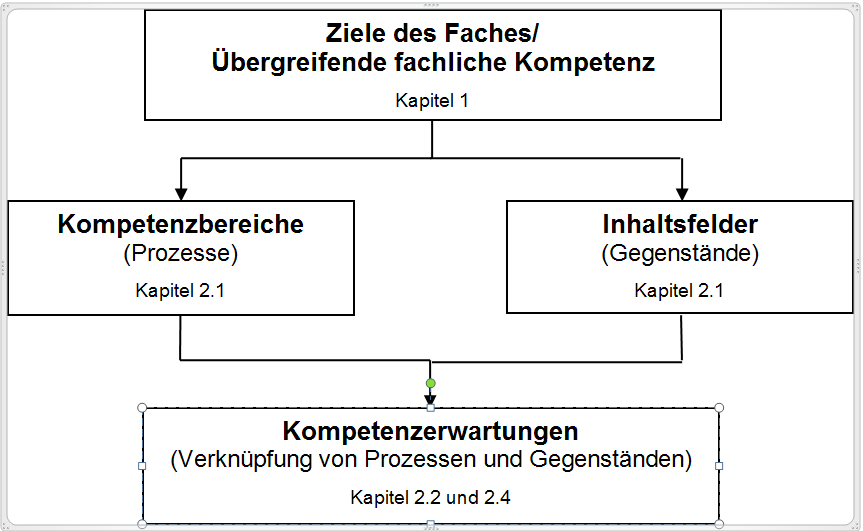 Ziele des Faches/
Übergreifende fachliche Kompetenz
Kapitel 1
Kompetenzbereiche
(Prozesse)
Kapitel 2.1
Inhaltsfelder
(Gegenstände)
Kapitel 2.1
Kompetenzerwartungen
(Verknüpfung von Prozessen und Gegenständen)
Kapitel 2.2 und 2.4